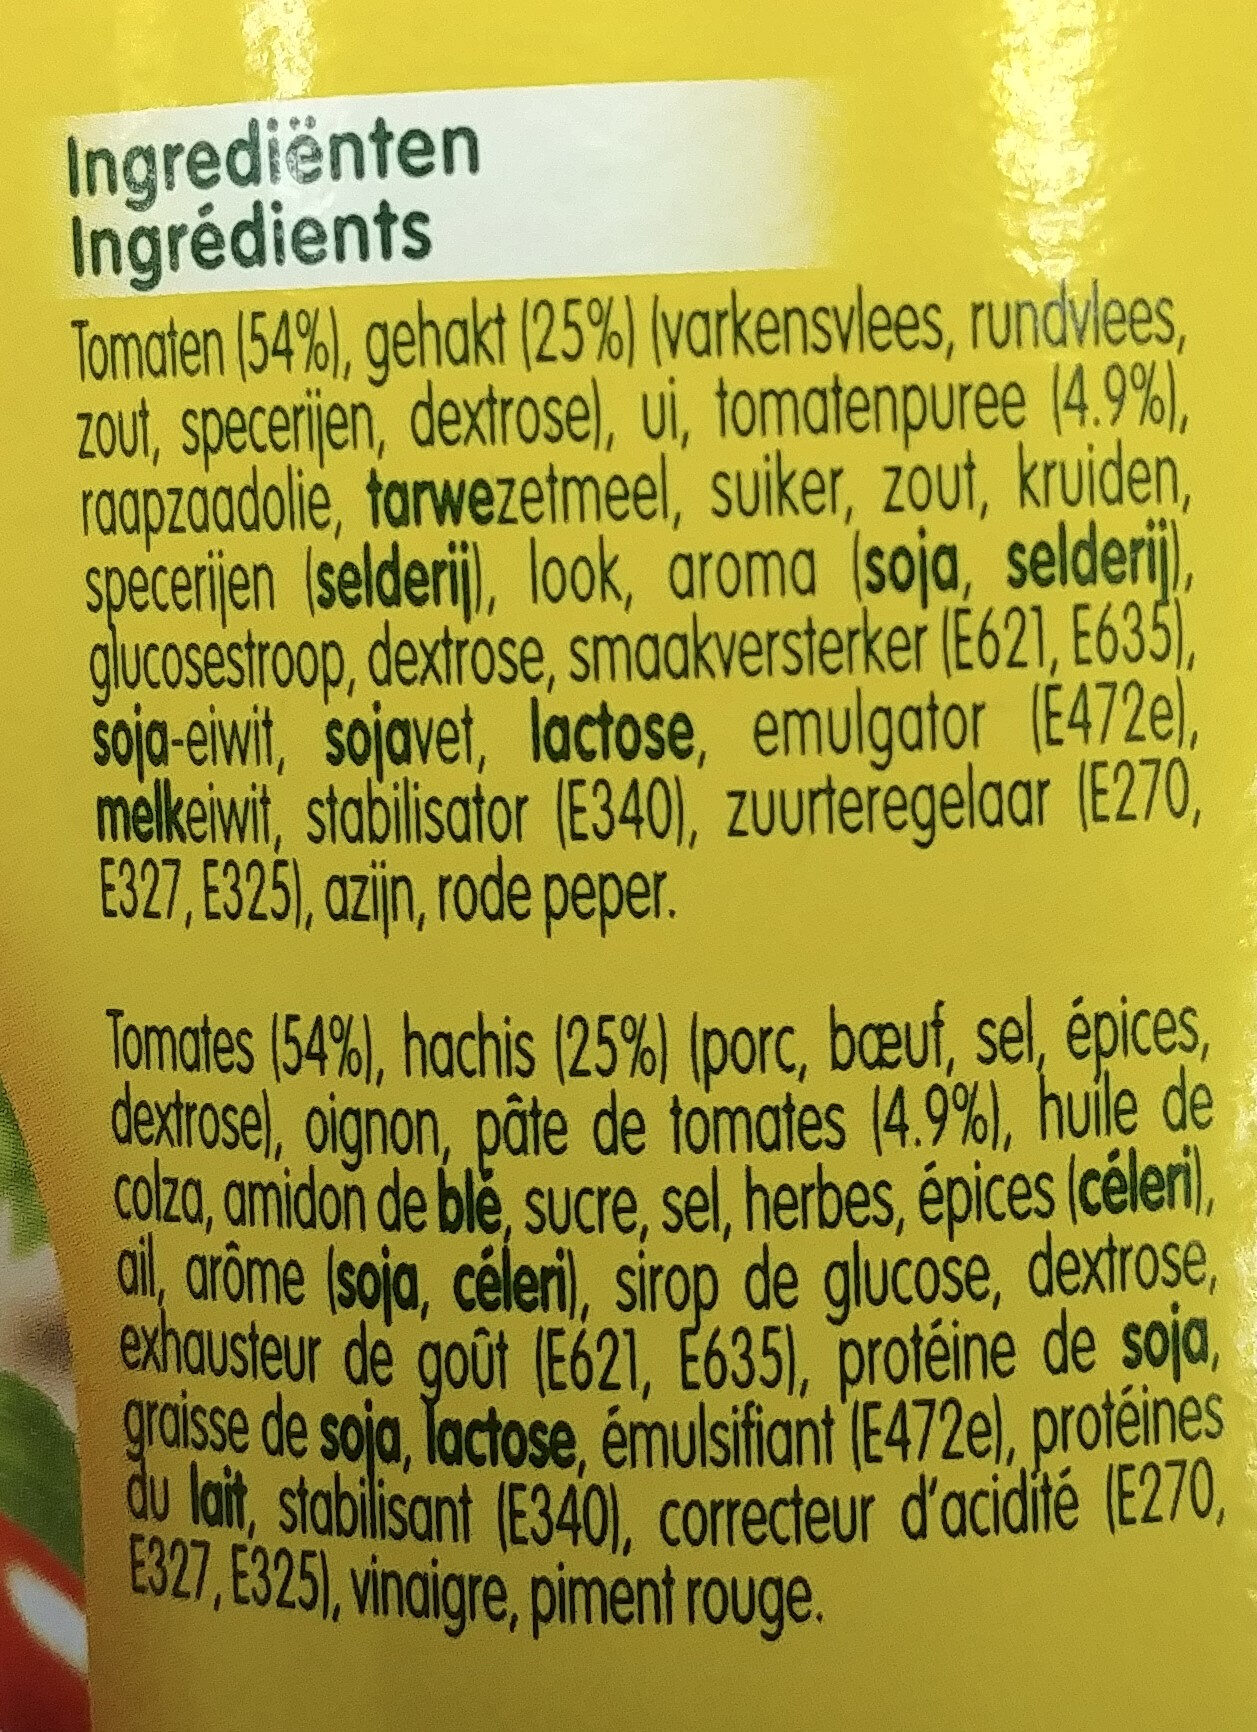 Ingrediënten
Ingrédients
Tomaten (54%), gehakt (25%) (varkensvlees, rundvlees,
zout, specerijen, dextrose), ui, tomatenpuree (4.9%),
raapzaadolie, tarwezetmeel, suiker, zout, kruiden,
specerijen (selderij), look, aroma (soja, selderij),
glucosestroop, dextrose, smaakversterker (E621, E635),
soja-eiwit, sojavet, lactose, emulgator (E472e),
melkeiwit, stabilisator (E340), zuurteregelaar (E270,
E327, E325), azijn, rode peper.
Tomates (54%), hachis (25%) (porc, bœuf, sel, épices,
dextrose), oignon, pâte de tomates (4.9%), huile de
colza, amidon de blé, sucre, sel, herbes, épices (céleri),
ail, arôme (soja, céleri), sirop de glucose, dextrose,
exhausteur de goût (E621, E635), protéine de soja,
graisse de soja, lactose, émulsifiant (E472e), protéines
du lait, stabilisant (E340), correcteur d'acidité (E270,
E327, E325), vinaigre, piment rouge.